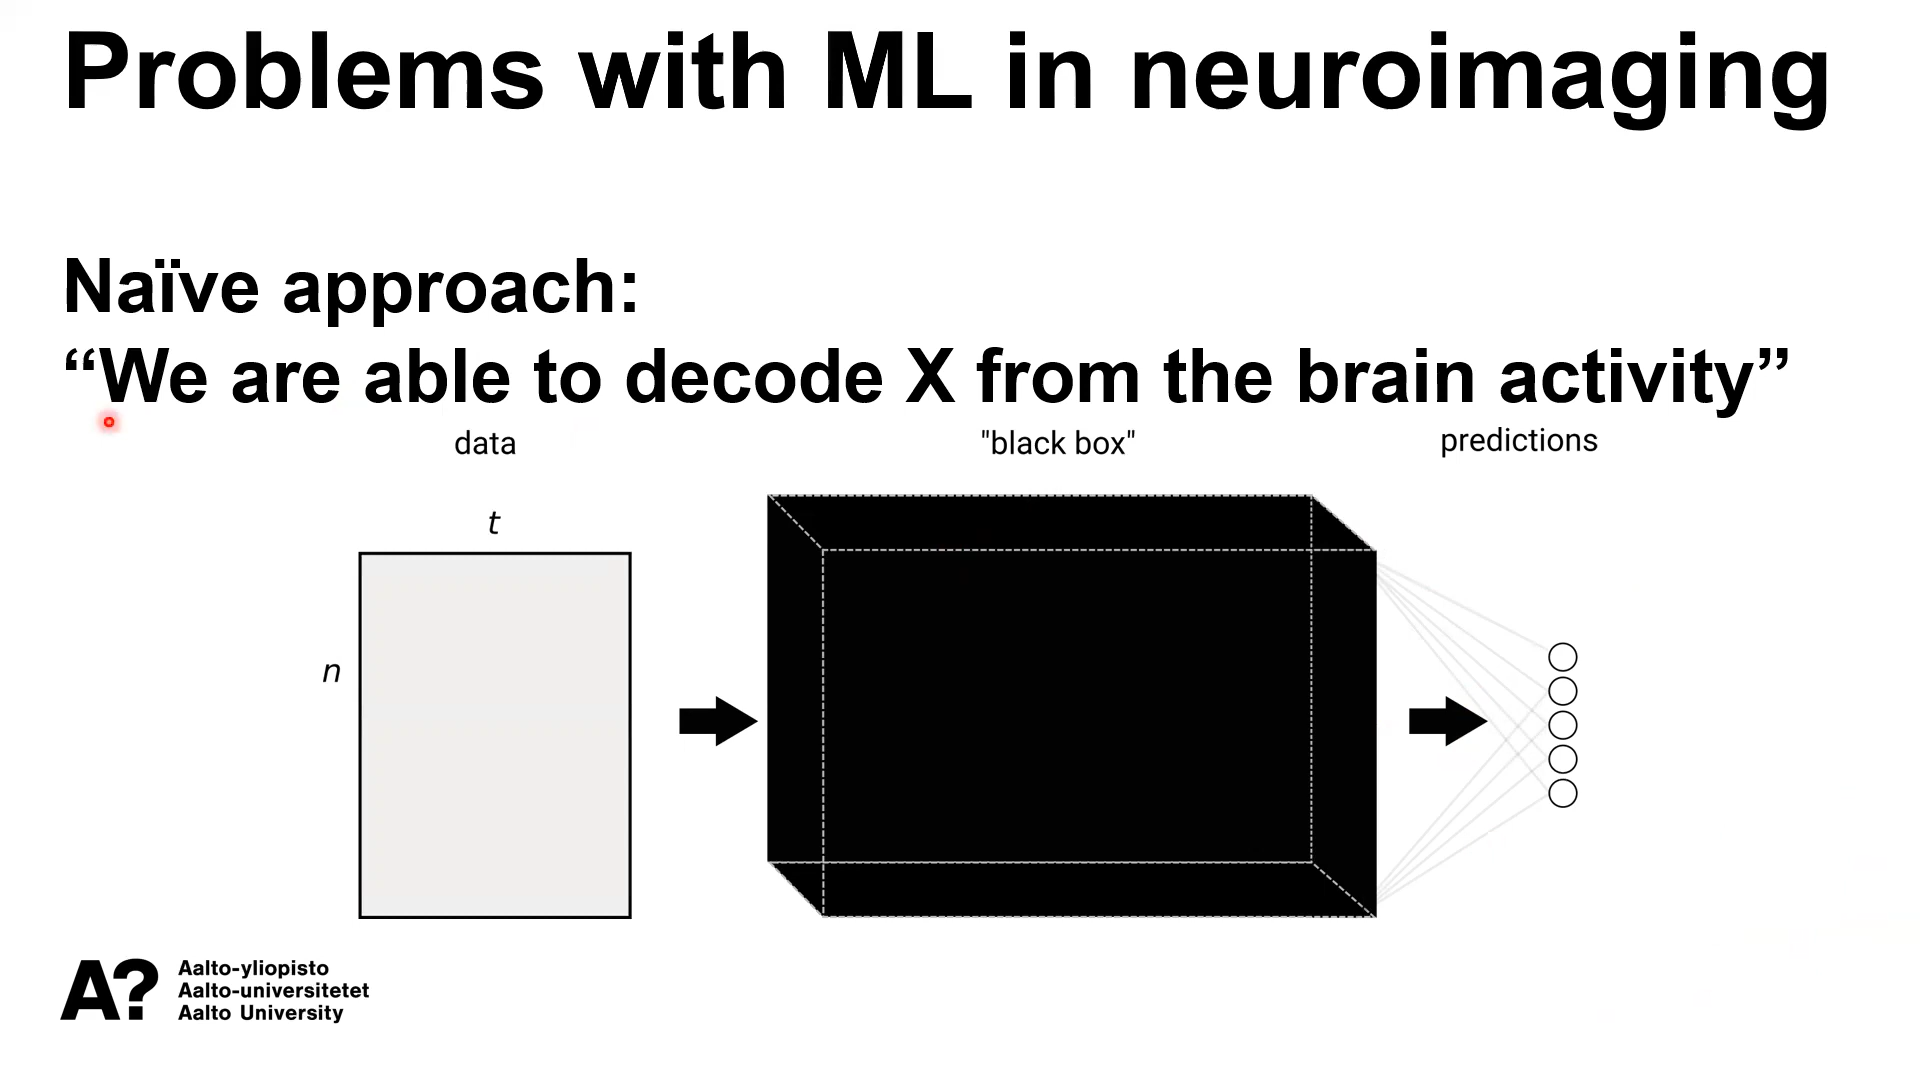 Problems with ML in neuroimaging
Naïve approach:
“We are able to decode X from the brain activity”
data
"black box"
predictions
t
n
A?
Aalto-yliopisto
Aalto-universitetet
Aalto University